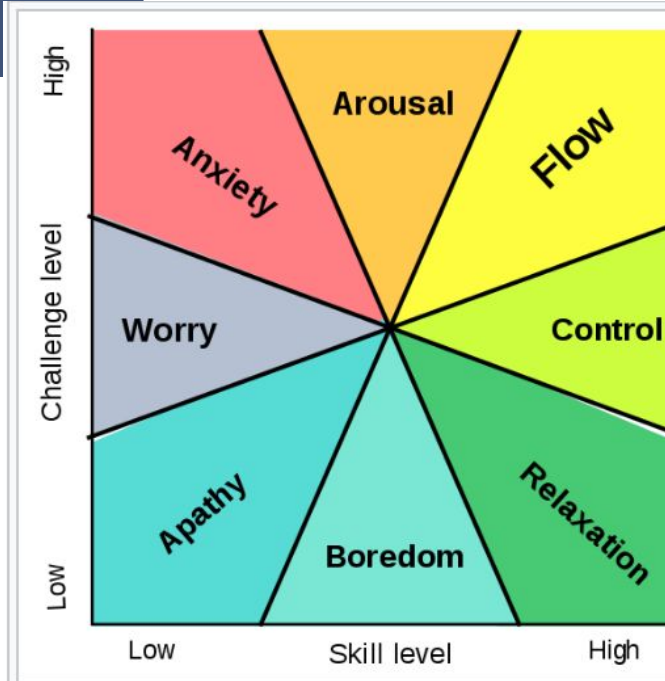 High
Arousal
Flow
Anxiety
Challenge level
Worry
Control
Apathy
Relaxation
Boredom
Low
Low
Skill level
High